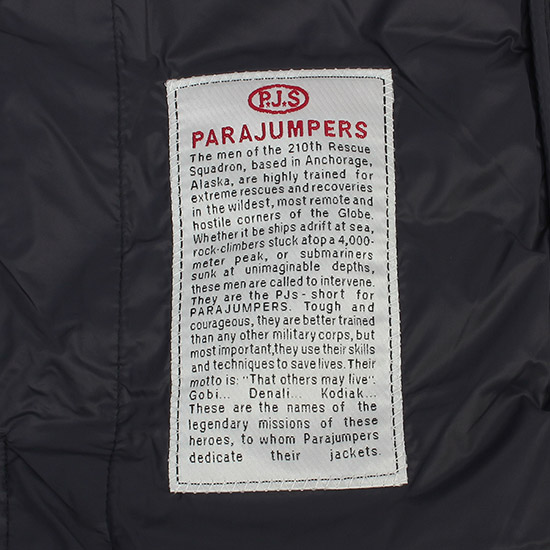 P.J.S
PARAJUMPERS
The men of the 210th Rescue
Squadron, based in Anchorage,
Alaska, are highly trained for
extreme rescues and recoveries
in the wildest, most remote and
hostile corners of the Globe.
Whether it be ships adrift at sea,
rock-climbers stuck atop a 4,000-
meter peak, or submariners
sunk at unimaginable depths,
these men are called to intervene.
They are the PJs - short for
PARAJUMPERS. Tough and
courageous, they are better trained
than any other military corps, but
most important,they use their skills
and techniques to save lives. Their
motto is: "That others may live".
Gobi... Denali... Kodiak...
These are the names of the
legendary missions of these
heroes, to whom Parajumpers
dedicate their jackets.